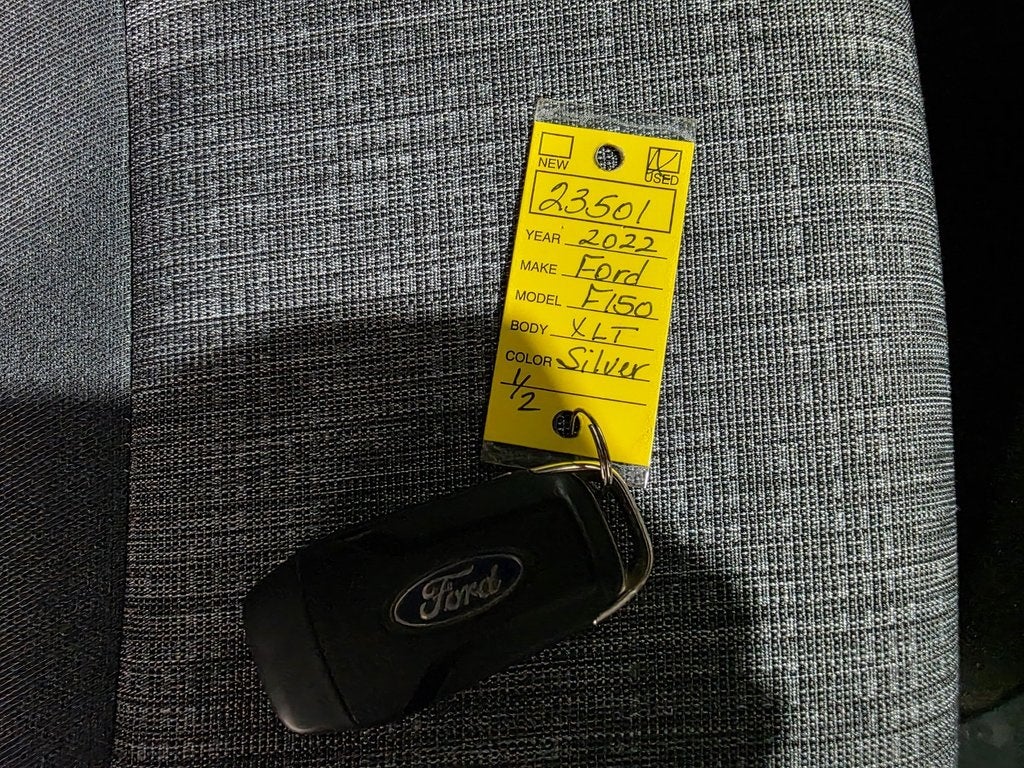 NEW USED
23501
YEAR 2022
MAKE Ford
MODEL F150
BODY XLT
COLOR Silver
1/2
Ford